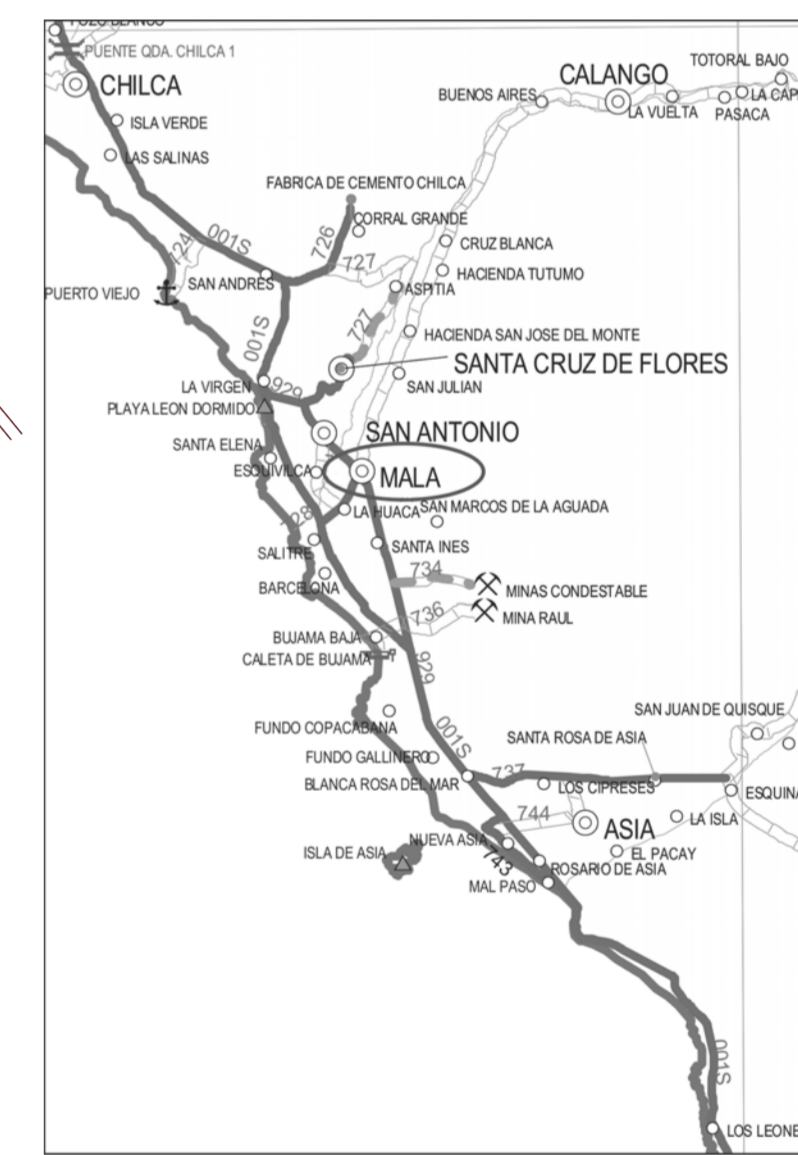 PUENTE QDA. CHILCA 1
CHILCA
TOTORAL BAJO
CALANGO
BUENOS AIRES
LA VUELTA
PASACA
ISLA VERDE
LAS SALINAS
FABRICA DE CEMENTO CHILCA
CORRAL GRANDE
001S
724
726
727
CRUZ BLANCA
HACIENDA TUTUMO
SAN ANDRES
ASPITIA
PUERTO VIEJO
727
001S
HACIENDA SAN JOSE DEL MONTE
SANTA CRUZ DE FLORES
LA VIRGEN
929
SAN JULIAN
PLAYA LEON DORMIDO
SAN ANTONIO
SANTA ELENA
ESQUIVILCA
MALA
LA HUACA
SAN MARCOS DE LA AGUADA
SALITRE
SANTA INES
734
BARCELONA
MINAS CONDESTABLE
736
MINA RAUL
BUJAMA BAJA
CALETA DE BUJAMA
929
FUNDO COPACABANA
SAN JUAN DE QUISQUE
001S
SANTA ROSA DE ASIA
FUNDO GALLINERO
737
BLANCA ROSA DEL MAR
LOS CIPRESES
744
ASIA
LA ISLA
NUEVA ASIA
ISLA DE ASIA
743
EL PACAY
ROSARIO DE ASIA
MAL PASO
001S